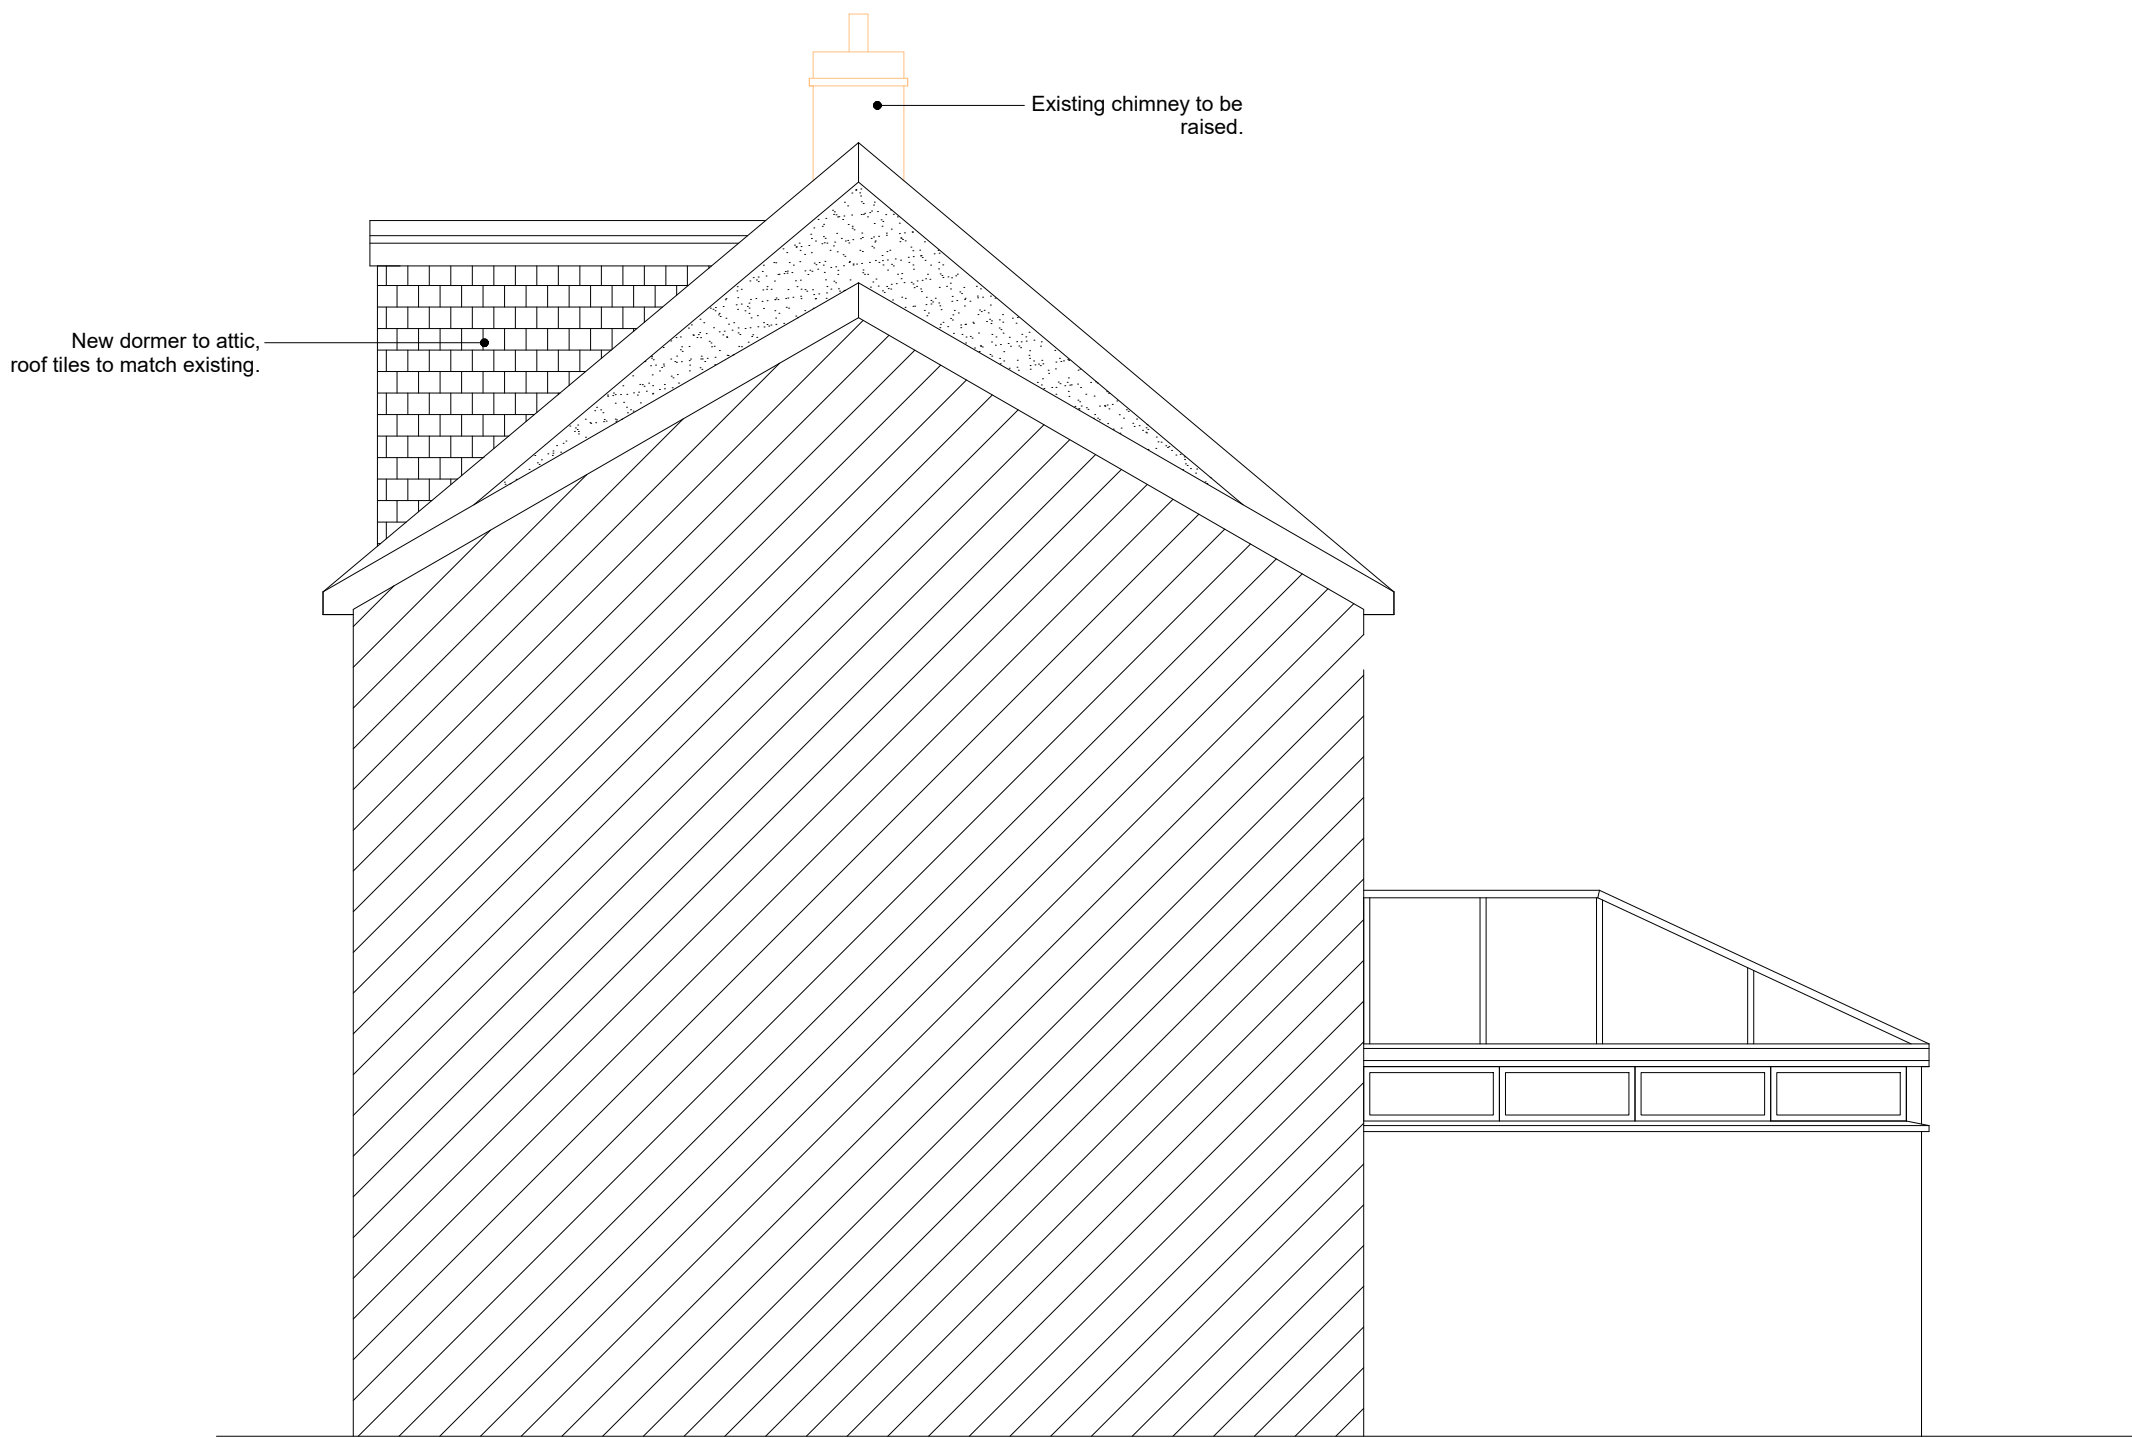 Existing chimney to be
raised.
New dormer to attic,
roof tiles to match existing.